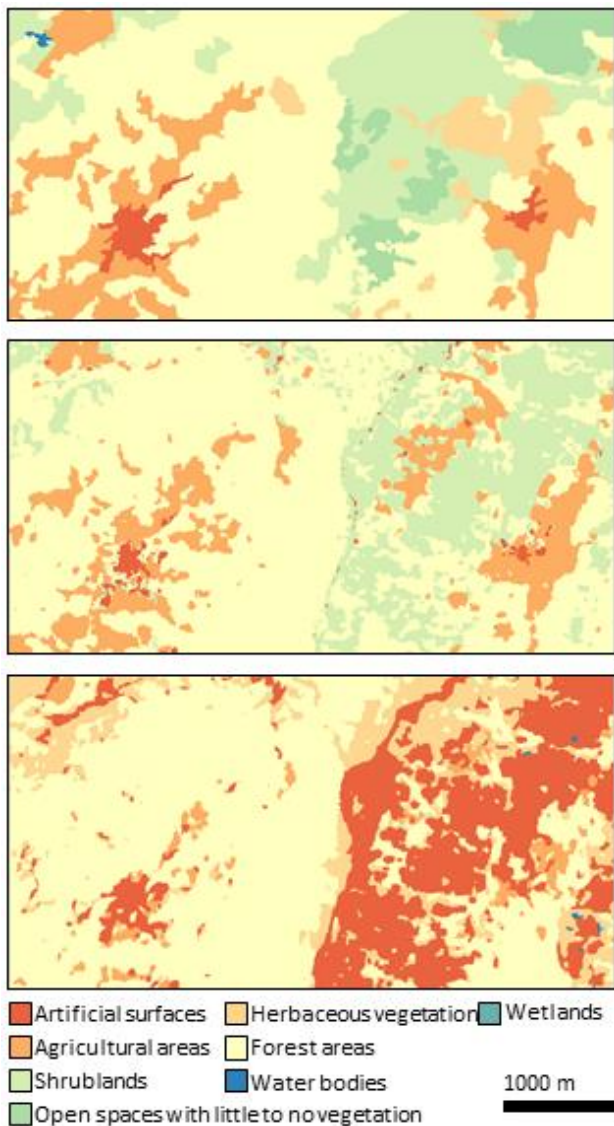 Artificial surfaces Herbaceous vegetation Wetlands
Agricultural areas Forest areas
Shrublands Water bodies 1000 m
Open spaces with little to no vegetation